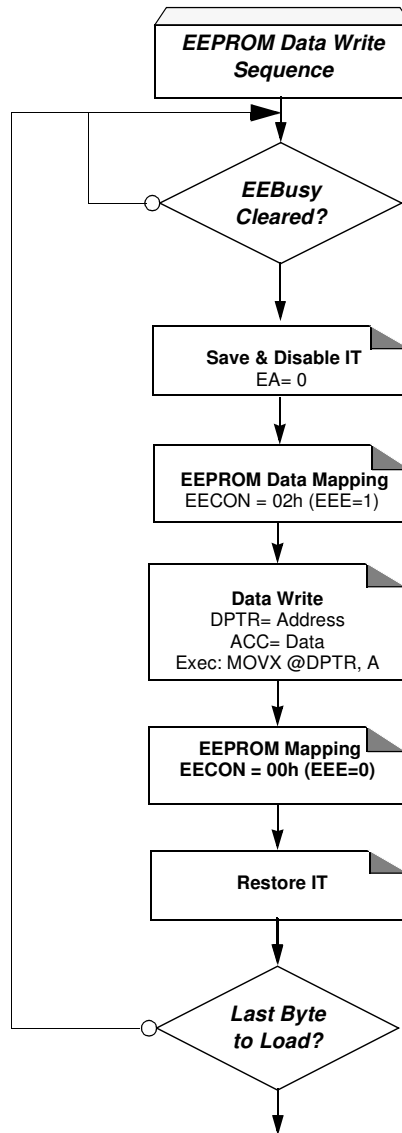 EEPROM Data Write
Sequence
EEBusy
Cleared?
Save & Disable IT
EA= 0
EEPROM Data Mapping
EECON = 02h (EEE=1)
Data Write
DPTR= Address
ACC= Data
Exec: MOVX @DPTR, A
EEPROM Mapping
EECON = 00h (EEE=0)
Restore IT
Last Byte
to Load?